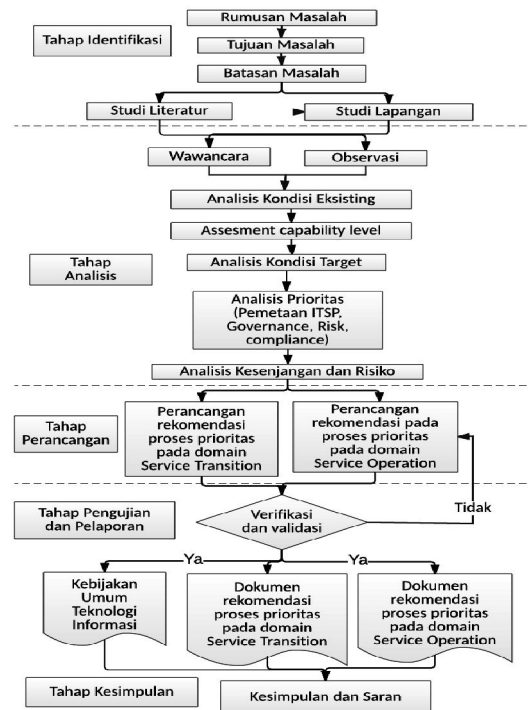 Rumusan Masalah
Tahap Identifikasi
Tujuan Masalah
Batasan Masalah
Studi Literatur
Studi Lapangan
Wawancara
Observasi
Analisis Kondisi Eksisting
Assesment capability level
Tahap
Analisis
Analisis Kondisi Target
Analisis Prioritas
(Pemetaan ITSP,
Governance, Risk,
compliance)
Analisis Kesenjangan dan Risiko
Tahap
Perancangan
Perancangan
rekomendasi
proses prioritas
pada domain
Service Transition
Perancangan
rekomendasi pada
proses prioritas
pada domain
Service Operation
Tahap Pengujian
dan Pelaporan
Verifikasi
dan validasi
Tidak
Ya
Ya
Kebijakan
Umum
Teknologi
Informasi
Dokumen
rekomendasi
proses prioritas
pada domain
Service Transition
Dokumen
rekomendasi
proses prioritas
pada domain
Service Operation
Tahap Kesimpulan
Kesimpulan dan Saran